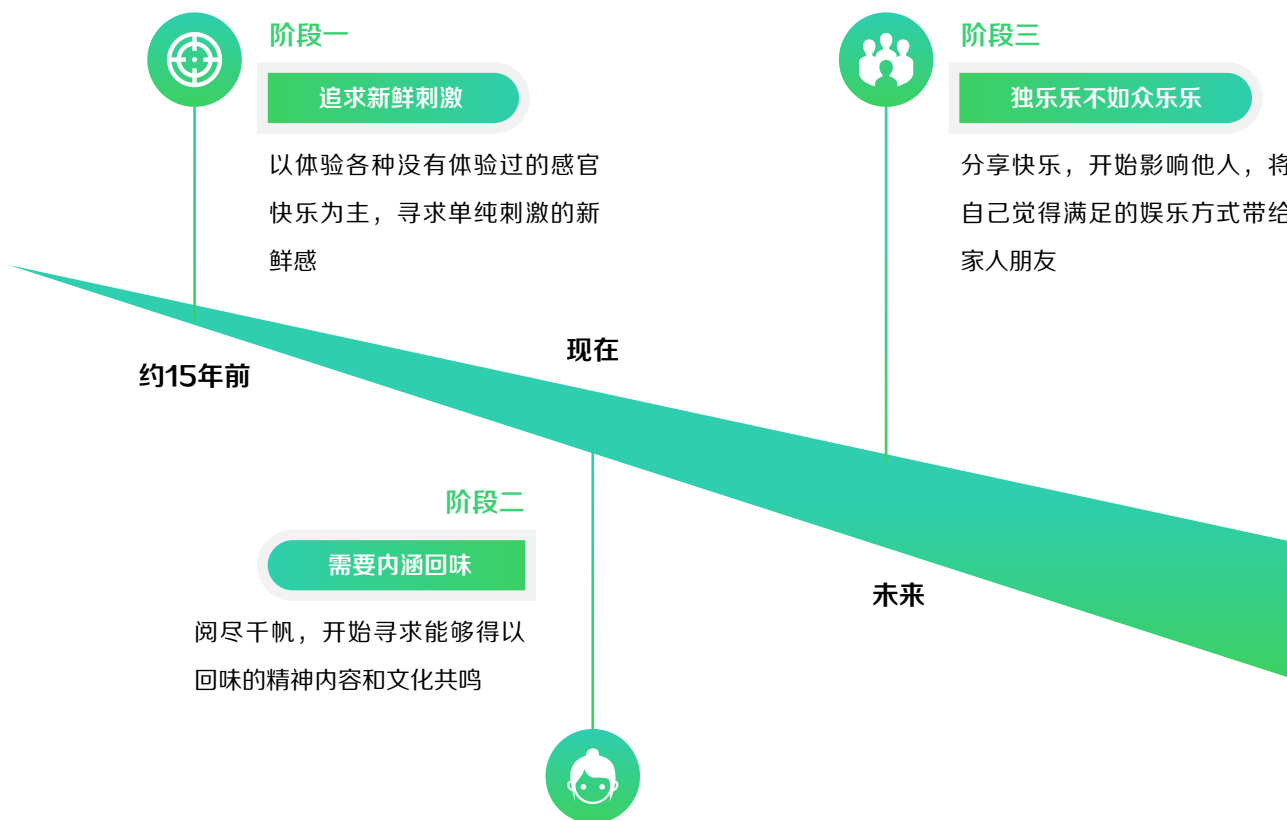 阶段一
追求新鲜刺激
以体验各种没有体验过的感官
快乐为主，寻求单纯刺激的新
鲜感
约15年前
阶段二
需要内涵回味
阅尽千帆，开始寻求能够得以
回味的精神内容和文化共鸣
现在
阶段三
独乐乐不如众乐乐
分享快乐，开始影响他人，将
自己觉得满足的娱乐方式带给
家人朋友
未来